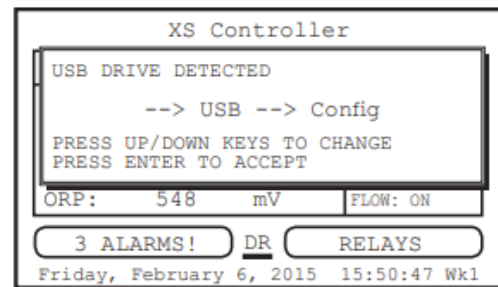 XS Controller
USB DRIVE DETECTED
--> USB --> Config
PRESS UP/DOWN KEYS TO CHANGE
PRESS ENTER TO ACCEPT
ORP: 548 mV FLOW: ON
3 ALARMS! DR RELAYS
Friday, February 6, 2015 15:50:47 Wk1